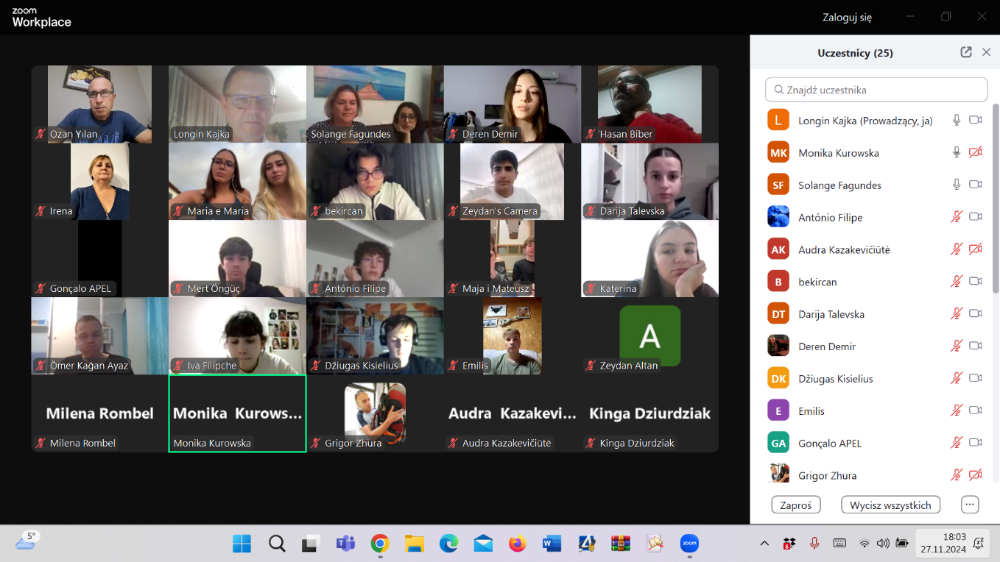 zoom
Workplace
Zaloguj się
Uczestnicy (25)
Znajdź uczestnika
Ozan Yılan
Longin Kajka
Solange Fagundes
Deren Demir
Hasan Biber
Irena
Maria e Maria
bekircan
Zeydan's Camera
Darija Talevska
Gonçalo APEL
Mert Öngüç
António Filipe
Maja i Mateusz
Katerina
Ömer Kağan Ayaz
Iva Filipche
Džiugas Kisielius
Emilis
A
Zeydan Altan
Milena Rombel
Milena Rombel
Monika Kurows...
Monika Kurowska
Grigor Zhura
Audra Kazakevi...
Audra Kazakevičiūtė
Kinga Dziurdziak
Kinga Dziurdziak
L
Longin Kajka (Prowadzący, ja)
MK
Monika Kurowska
SF
Solange Fagundes
António Filipe
AK
Audra Kazakevičiūtė
B
bekircan
DT
Darija Talevska
Deren Demir
DK
Džiugas Kisielius
E
Emilis
GA
Gonçalo APEL
Grigor Zhura
Zaproś
Wycisz wszystkich
...
5°
zoom
6
18:03
27.11.2024